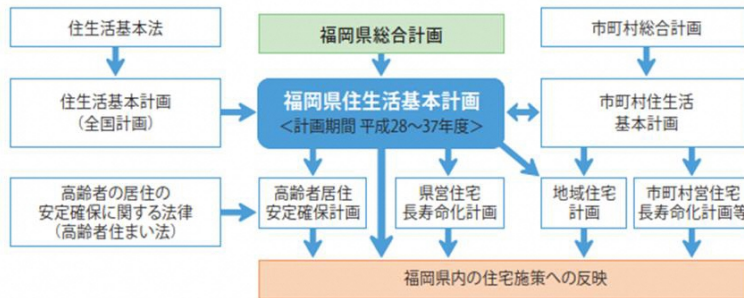 住生活基本法
福岡県総合計画
市町村総合計画
住生活基本計画
（全国計画）
福岡県住生活基本計画
＜計画期間 平成28～37年度＞
市町村住生活
基本計画
高齢者の居住の
安定確保に関する法律
（高齢者住まい法）
高齢者居住
安定確保計画
県営住宅
長寿命化計画
地域住宅
計画
市町村営住宅
長寿命化計画等
福岡県内の住宅施策への反映